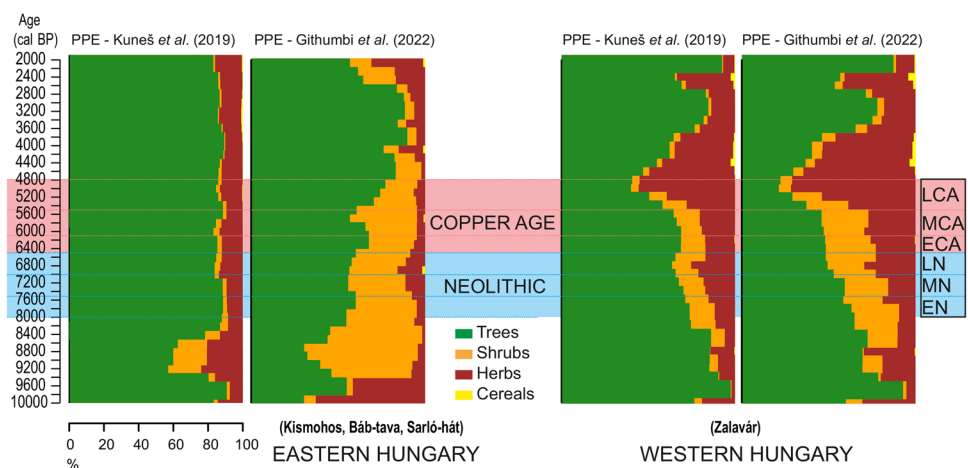 Age
(cal BP)
PPE - Kuneš et al. (2019)
PPE - Githumbi et al. (2022)
PPE - Kuneš et al. (2019)
PPE - Githumbi et al. (2022)
2000
2400
2800
3200
3600
4000
4400
4800
5200
5600
6000
6400
6800
7200
7600
8000
8400
8800
9200
9600
10000
COPPER AGE
NEOLITHIC
LCA
MCA
ECA
LN
MN
EN
Trees
Shrubs
Herbs
Cereals
0 20 40 60 80 100
%
(Kismohos, Báb-tava, Sarló-hát)
EASTERN HUNGARY
(Zalavár)
WESTERN HUNGARY